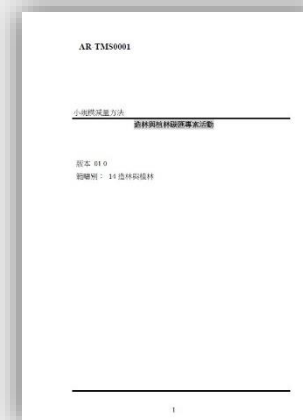 AR-TMS0001
小規模減量方法
造林與植林碳匯專案活動
版本 01.0
範疇別： 14 造林與植林
1